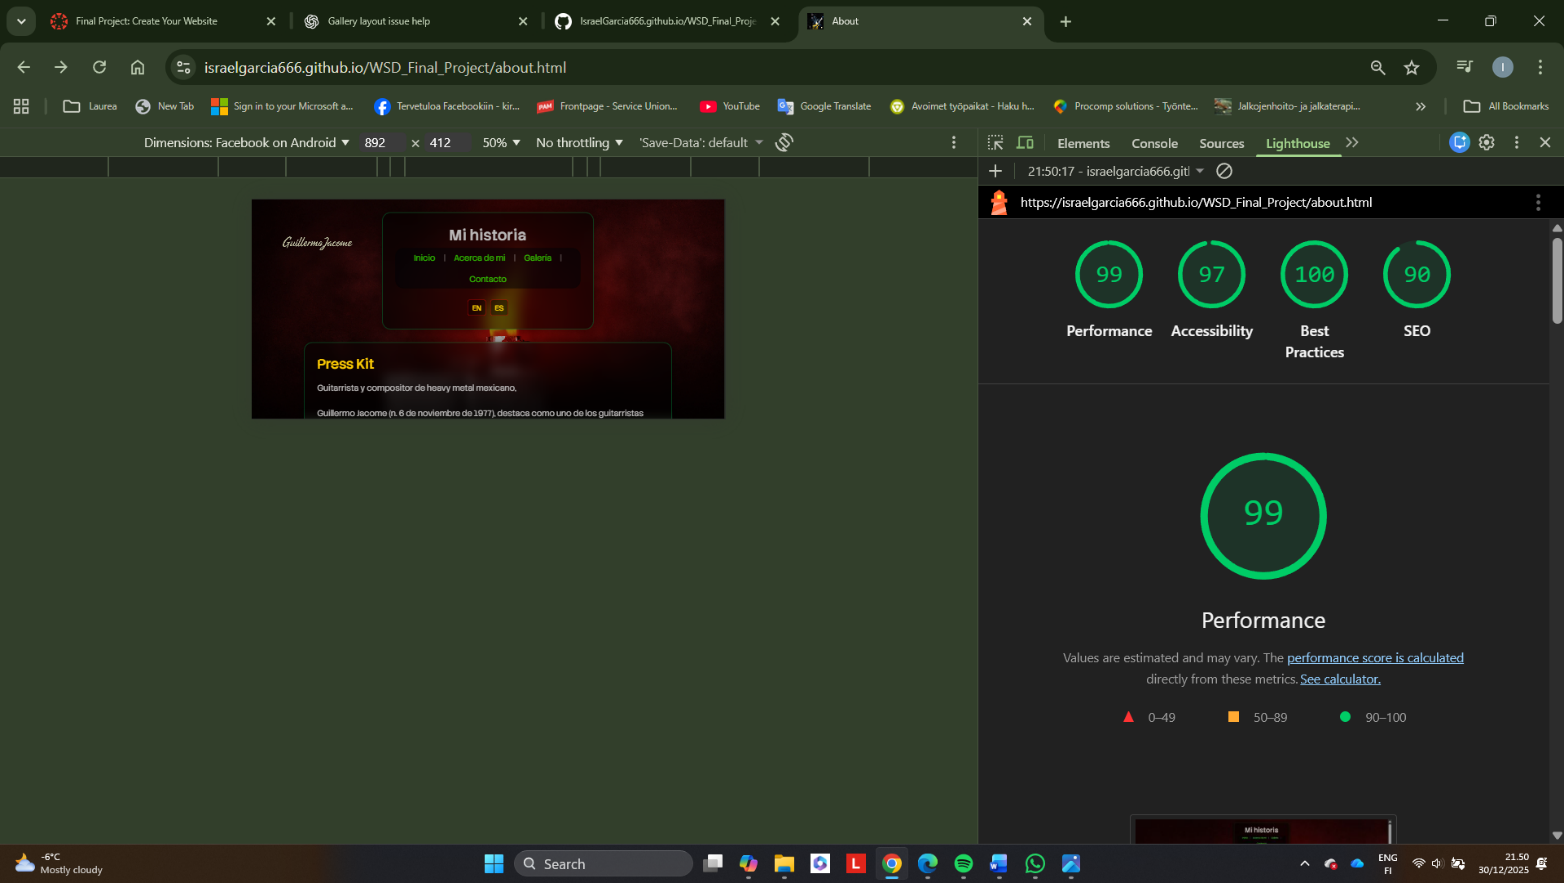 Final Project: Create Your Website
Gallery layout issue help
IsraelGarcia666.github.io/WSD_Final_Proje
About
israelgarcia666.github.io/WSD_Final_Project/about.html
I
Laurea
New Tab
Sign in to your Microsoft a...
Tervetuloa Facebookiin - kir...
Frontpage - Service Union...
YouTube
Google Translate
Avoimet työpaikat - Haku h...
Procomp solutions - Työnte...
Jalkojenhoito- ja jalkaterapi...
»
All Bookmarks
Dimensions: Facebook on Android
892 × 412
50%
No throttling
'Save-Data': default
Elements
Console
Sources
Lighthouse
21:50:17 - israelgarcia666.gitl
https://israelgarcia666.github.io/WSD_Final_Project/about.html
GuillermoJacome
Mi historia
Inicio | Acerca de mi | Galería |
Contacto
EN ES
Press Kit
Guitarrista y compositor de heavy metal mexicano.
Guillermo Jacome (n. 6 de noviembre de 1977), destaca como uno de los guitarristas
99 97 100 90
Performance
Accessibility
Best
Practices
SEO
99
Performance
Values are estimated and may vary. The performance score is calculated
directly from these metrics. See calculator.
0–49
50–89
90–100
Mi historia
-6°C
Mostly cloudy
Search
L
ENG
FI
21.50
30/12/2025